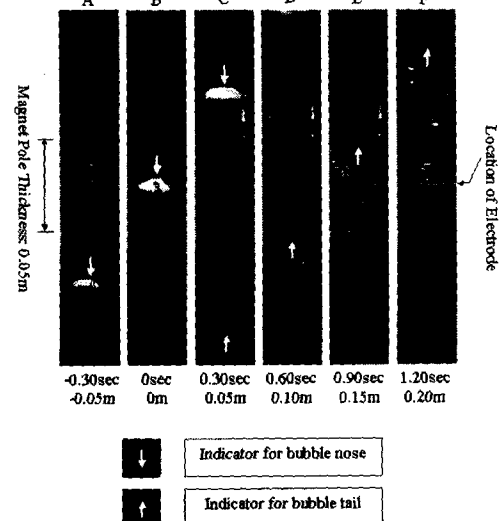 A B C
Magnet Pole Thickness: 0.05m
Location of Electrode
-0.30sec 0sec 0.30sec 0.60sec 0.90sec 1.20sec
-0.05m 0m 0.05m 0.10m 0.15m 0.20m
Indicator for bubble nose
Indicator for bubble tail